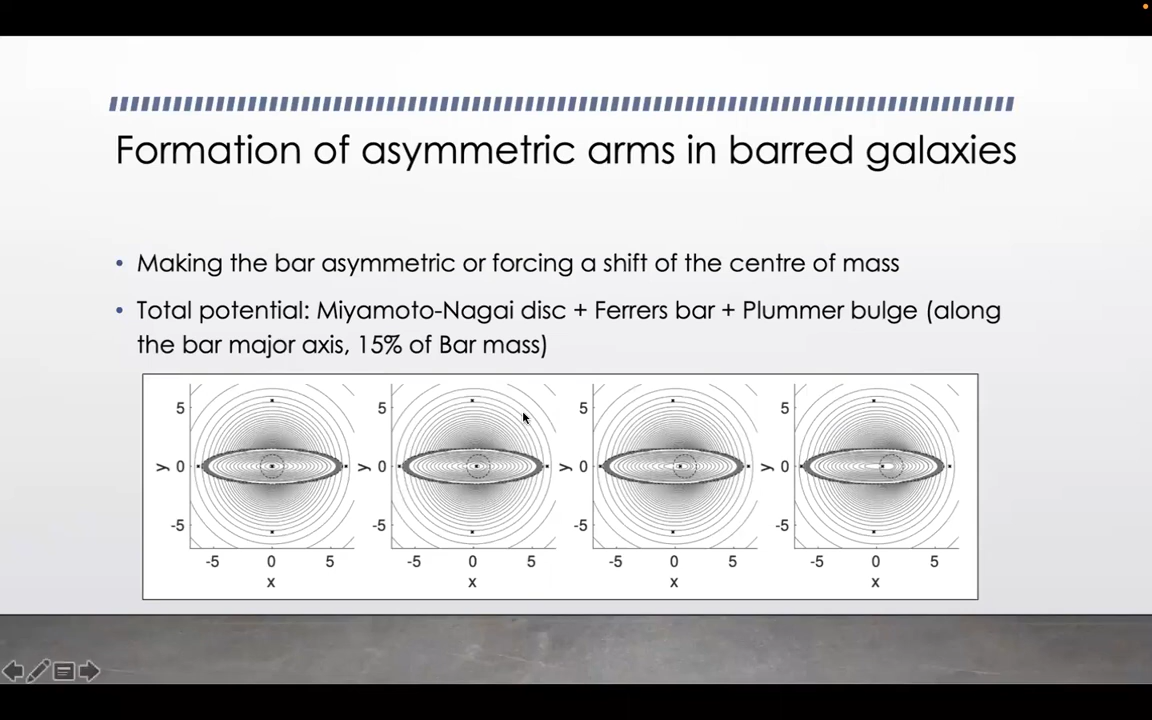 Formation of asymmetric arms in barred galaxies
• Making the bar asymmetric or forcing a shift of the centre of mass
• Total potential: Miyamoto-Nagai disc + Ferrers bar + Plummer bulge (along
the bar major axis, 15% of Bar mass)
5 5 5 5
y 0 y 0 y 0 y 0
-5 -5 -5 -5
-5 0 5 -5 0 5 -5 0 5 -5 0 5
x x x x